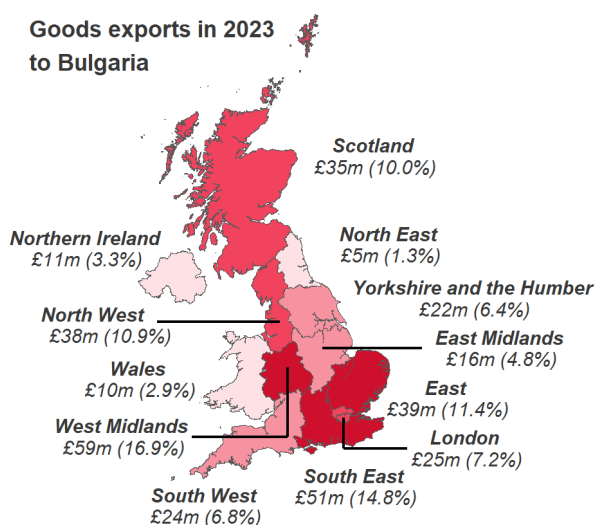 Goods exports in 2023
to Bulgaria
Scotland
£35m (10.0%)
Northern Ireland
£11m (3.3%)
North East
£5m (1.3%)
Yorkshire and the Humber
£22m (6.4%)
North West
£38m (10.9%)
East Midlands
£16m (4.8%)
Wales
£10m (2.9%)
East
£39m (11.4%)
West Midlands
£59m (16.9%)
London
£25m (7.2%)
South East
£51m (14.8%)
South West
£24m (6.8%)